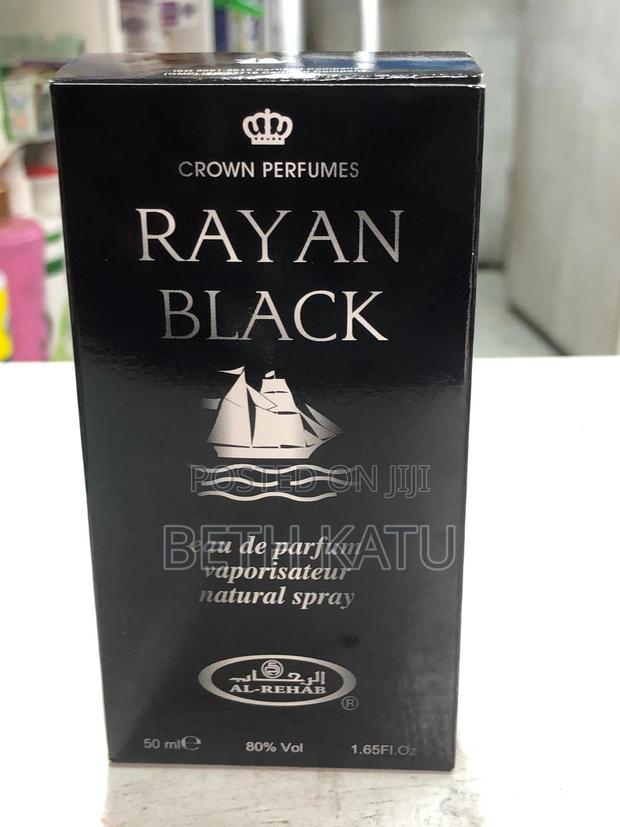 CROWN PERFUMES
RAYAN
BLACK
POSTED ON JIJI
BETH KATU
eau de parfum
vaporisateur
natural spray
الرحاب
AL-REHAB
®
50 ml℮ 80% Vol 1.65Fl.Oz